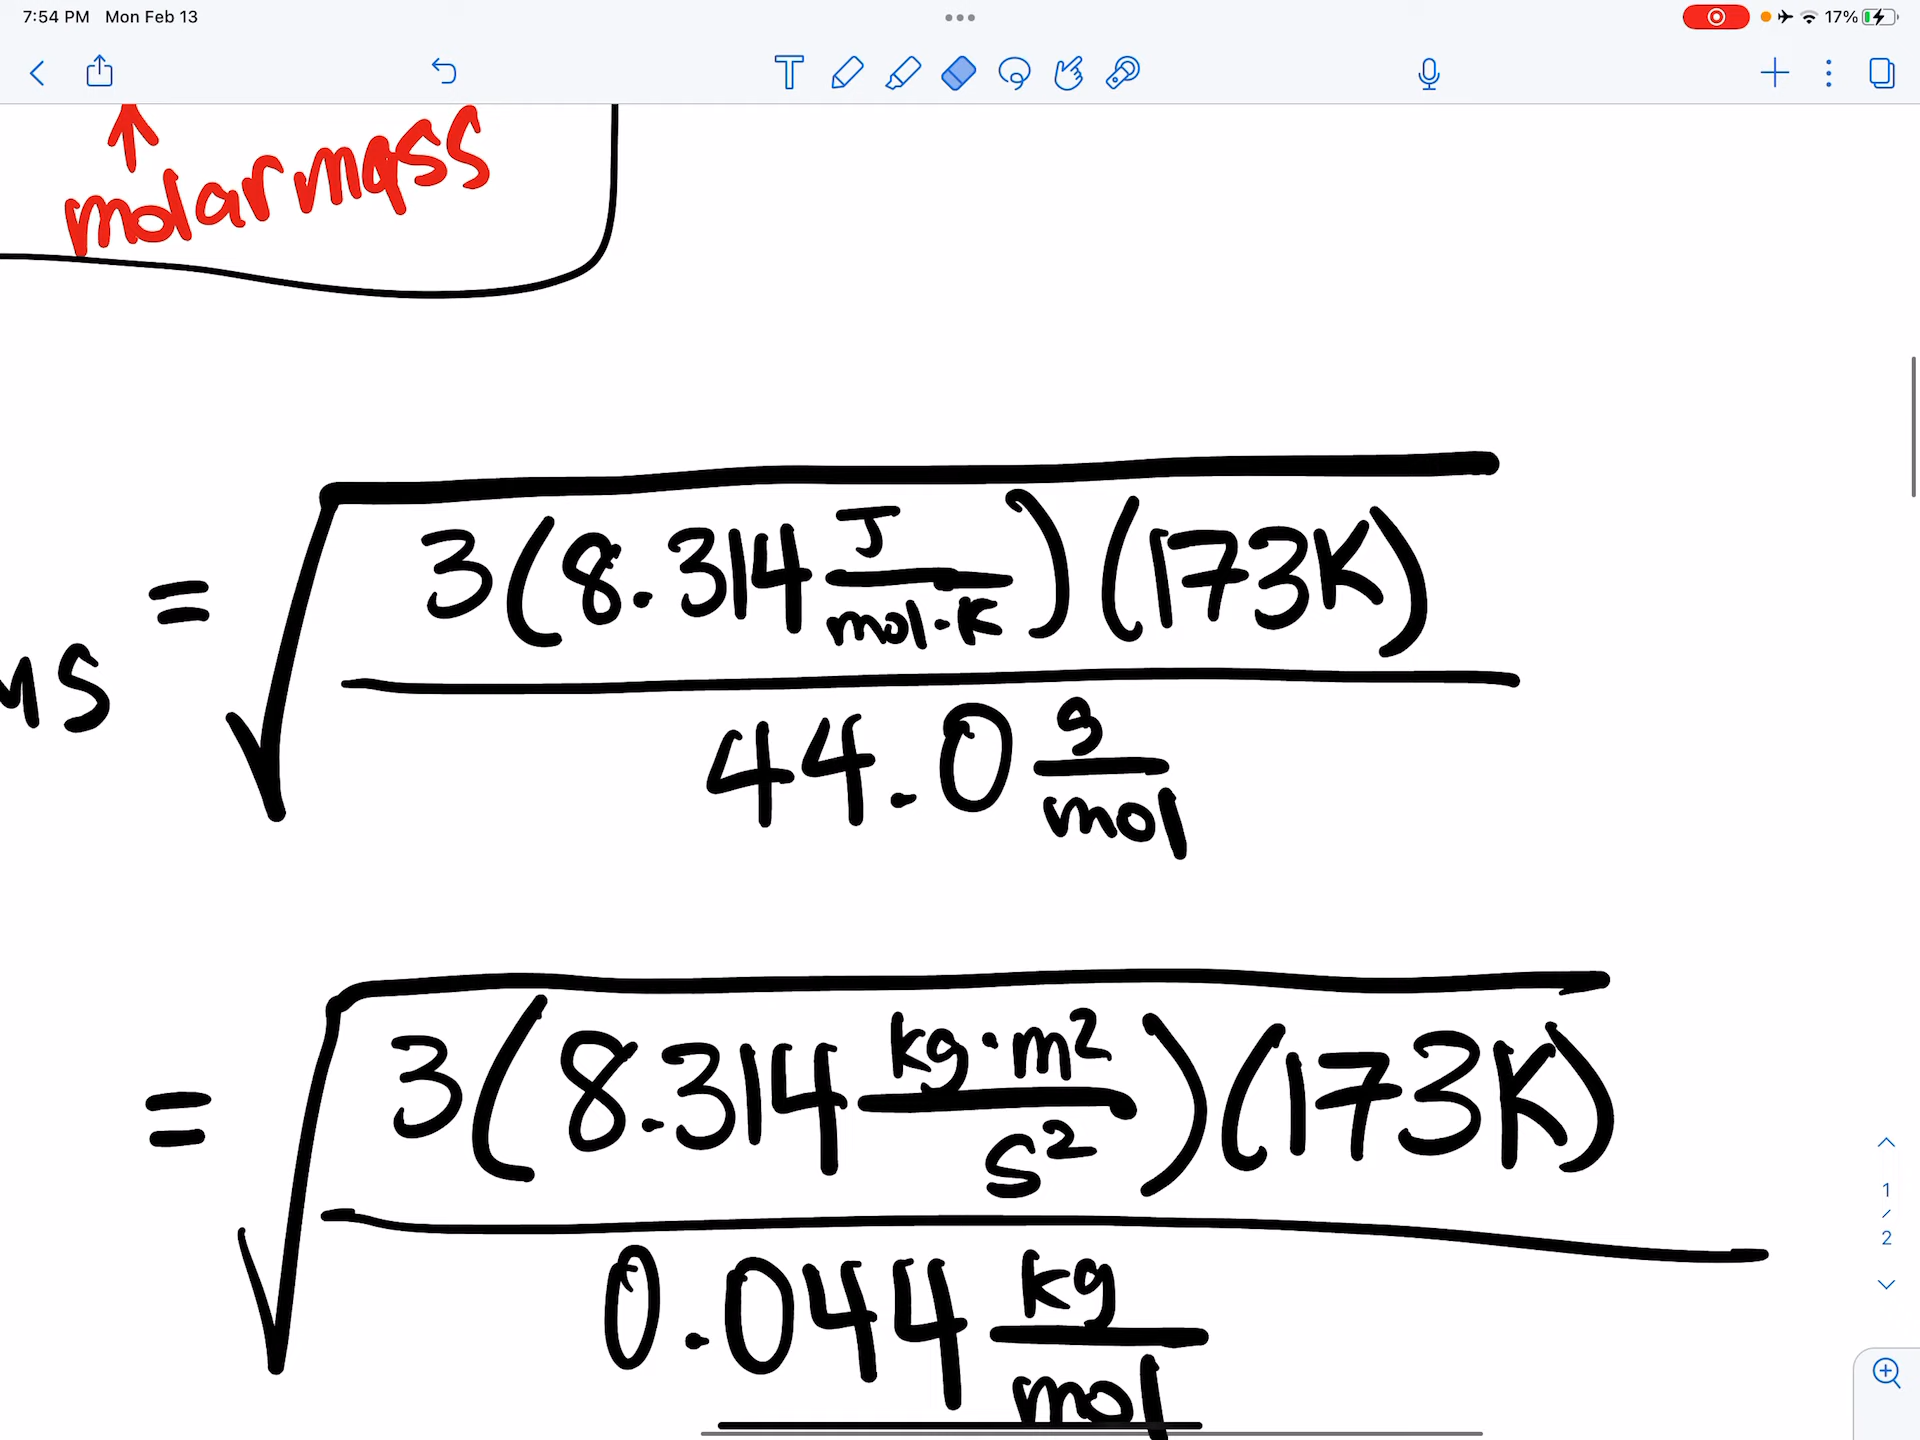 7:54 PM Mon Feb 13
17%
T
molar mass
ms = √
3(8.314 J
mol·K)(173K)
44.0 g
mol
= √
3(8.314 kg·m²
s²)(173K)
0.044 kg
mol
1
/
2